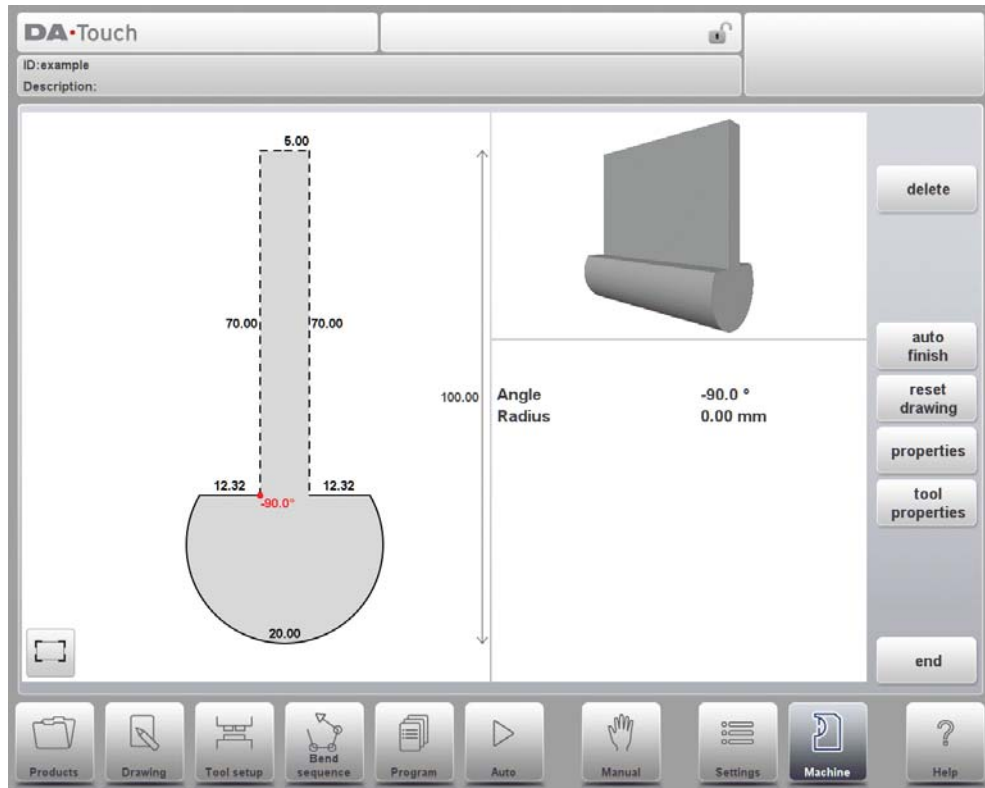 DA•Touch
ID:example
Description:
5.00
70.00
70.00
100.00
12.32
12.32
-90.0°
20.00
Angle -90.0 °
Radius 0.00 mm
delete
auto
finish
reset
drawing
properties
tool
properties
end
Products
Drawing
Tool setup
Bend
sequence
Program
Auto
Manual
Settings
Machine
?
Help